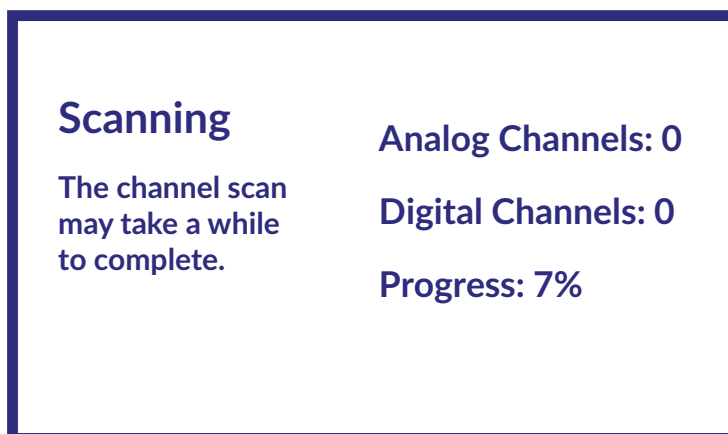 Scanning
The channel scan
may take a while
to complete.
Analog Channels: 0
Digital Channels: 0
Progress: 7%